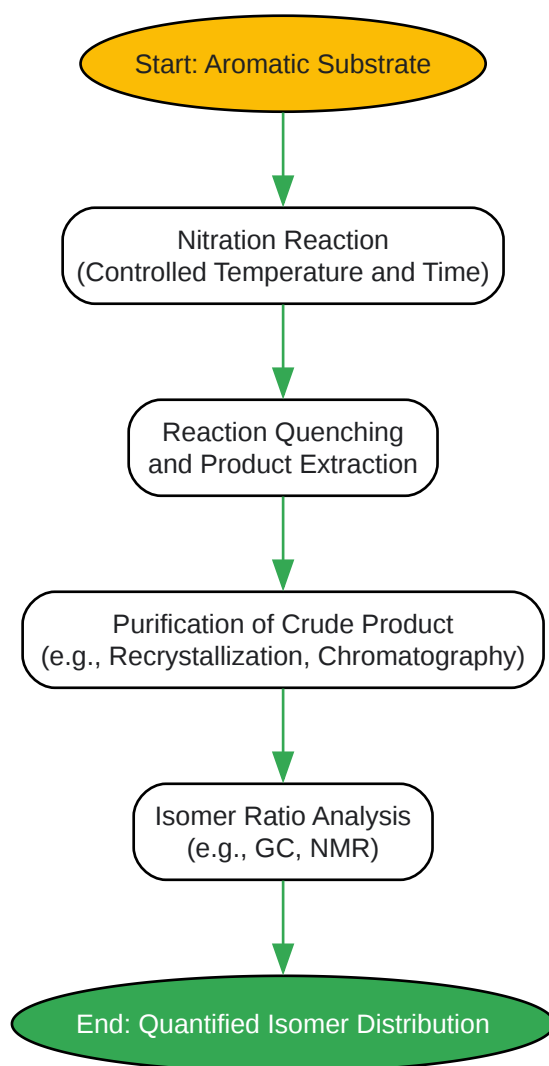 Start: Aromatic Substrate
Nitration Reaction
(Controlled Temperature and Time)
Reaction Quenching
and Product Extraction
Purification of Crude Product
(e.g., Recrystallization, Chromatography)
Isomer Ratio Analysis
(e.g., GC, NMR)
End: Quantified Isomer Distribution